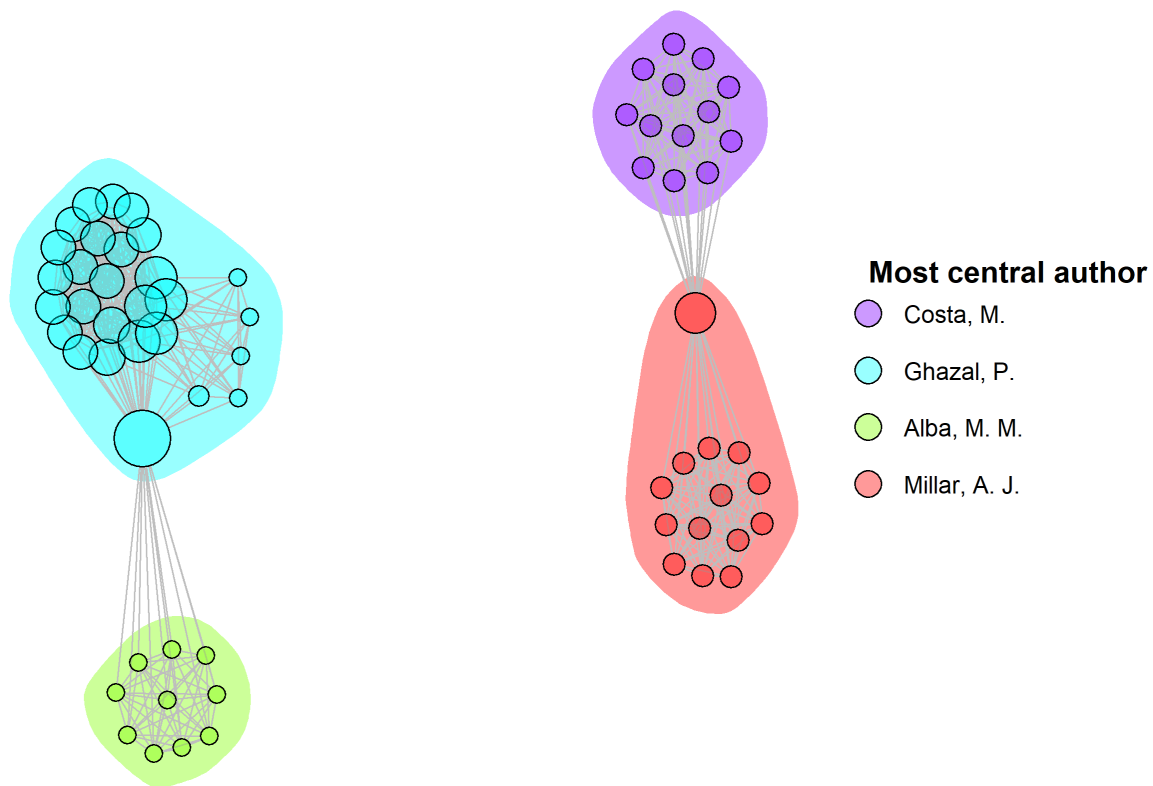 Most central author
Costa, M.
Ghazal, P.
Alba, M. M.
Millar, A. J.